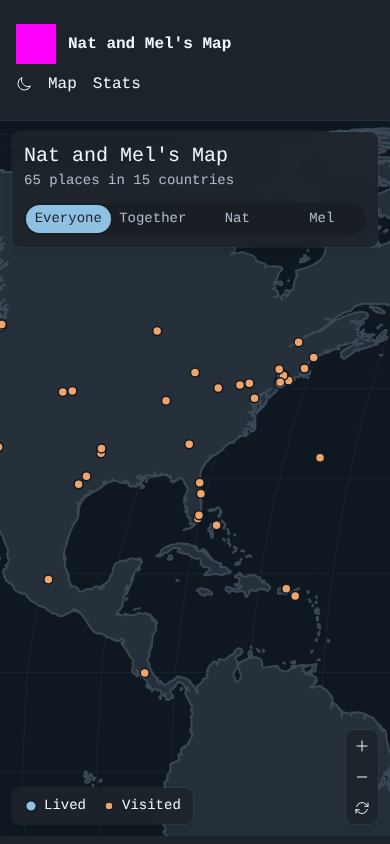 Nat and Mel's Map
Map Stats
Nat and Mel's Map
65 places in 15 countries
Everyone Together Nat Mel
Lived Visited